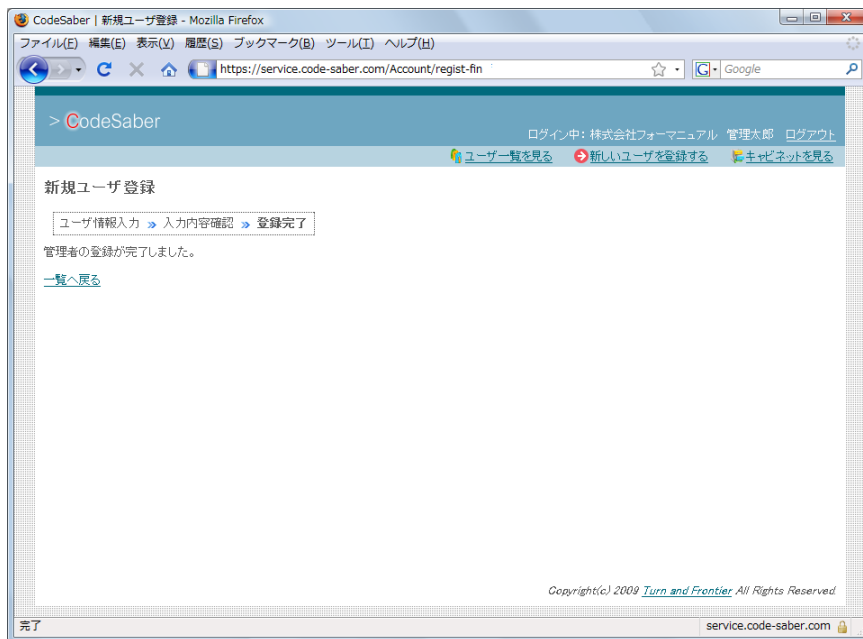 CodeSaber | 新規ユーザ登録 - Mozilla Firefox
ファイル(F) 編集(E) 表示(V) 履歴(S) ブックマーク(B) ツール(T) ヘルプ(H)
https://service.code-saber.com/Account/regist-fin
G Google
> CodeSaber
ログイン中: 株式会社フォーマニュアル 管理太郎 ログアウト
ユーザ一覧を見る 新しいユーザを登録する キャビネットを見る
新規ユーザ登録
ユーザ情報入力 » 入力内容確認 » 登録完了
管理者の登録が完了しました。
一覧へ戻る
Copyright(c) 2009 Turn and Frontier All Rights Reserved.
完了
service.code-saber.com